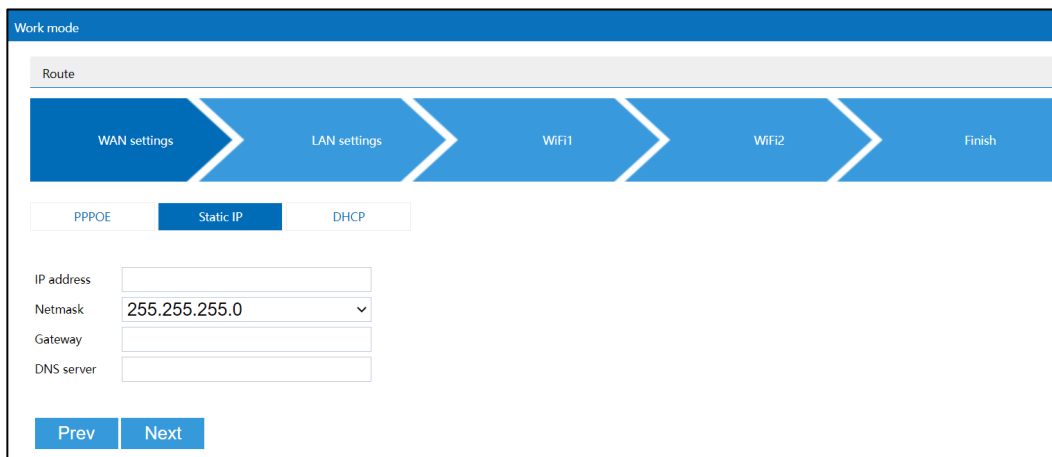 Work mode
Route
WAN settings LAN settings WiFi1 WiFi2 Finish
PPPOE Static IP DHCP
IP address
Netmask 255.255.255.0
Gateway
DNS server
Prev Next